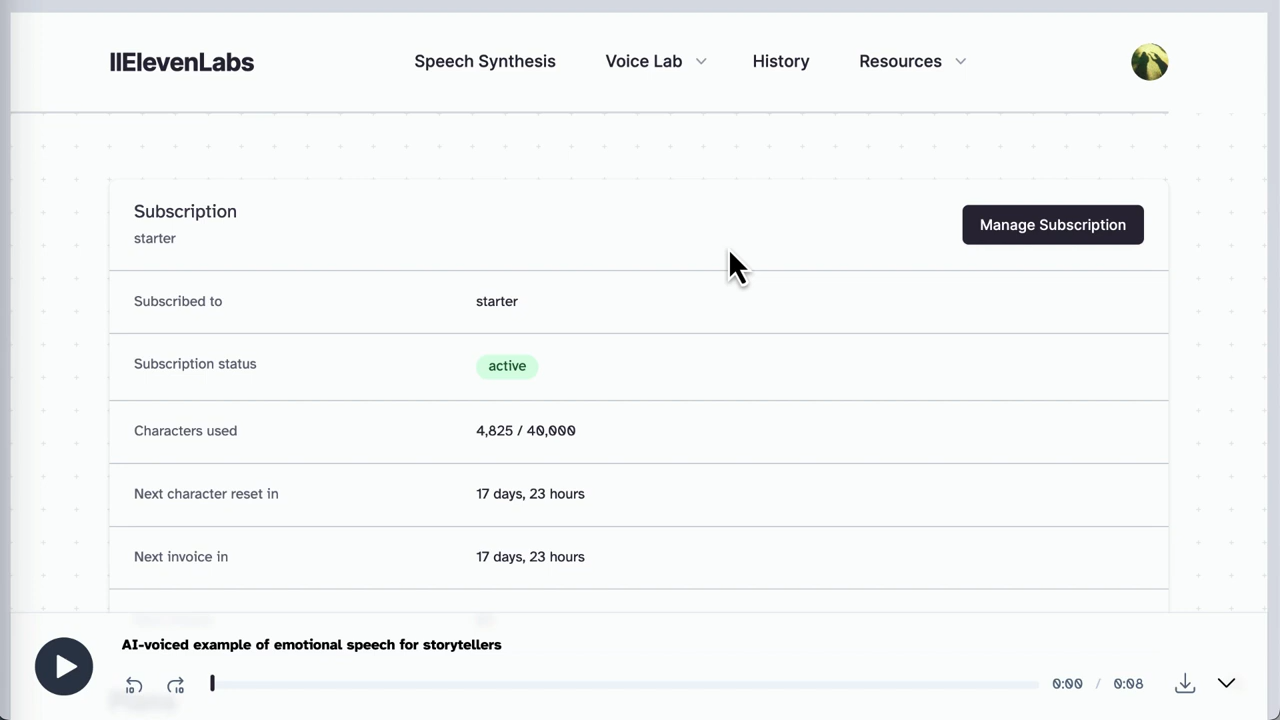 IIElevenLabs
Speech Synthesis
Voice Lab
History
Resources
Subscription
starter
Manage Subscription
Subscribed to
starter
Subscription status
active
Characters used
4,825 / 40,000
Next character reset in
17 days, 23 hours
Next invoice in
17 days, 23 hours
AI-voiced example of emotional speech for storytellers
10
10
0:00 / 0:08